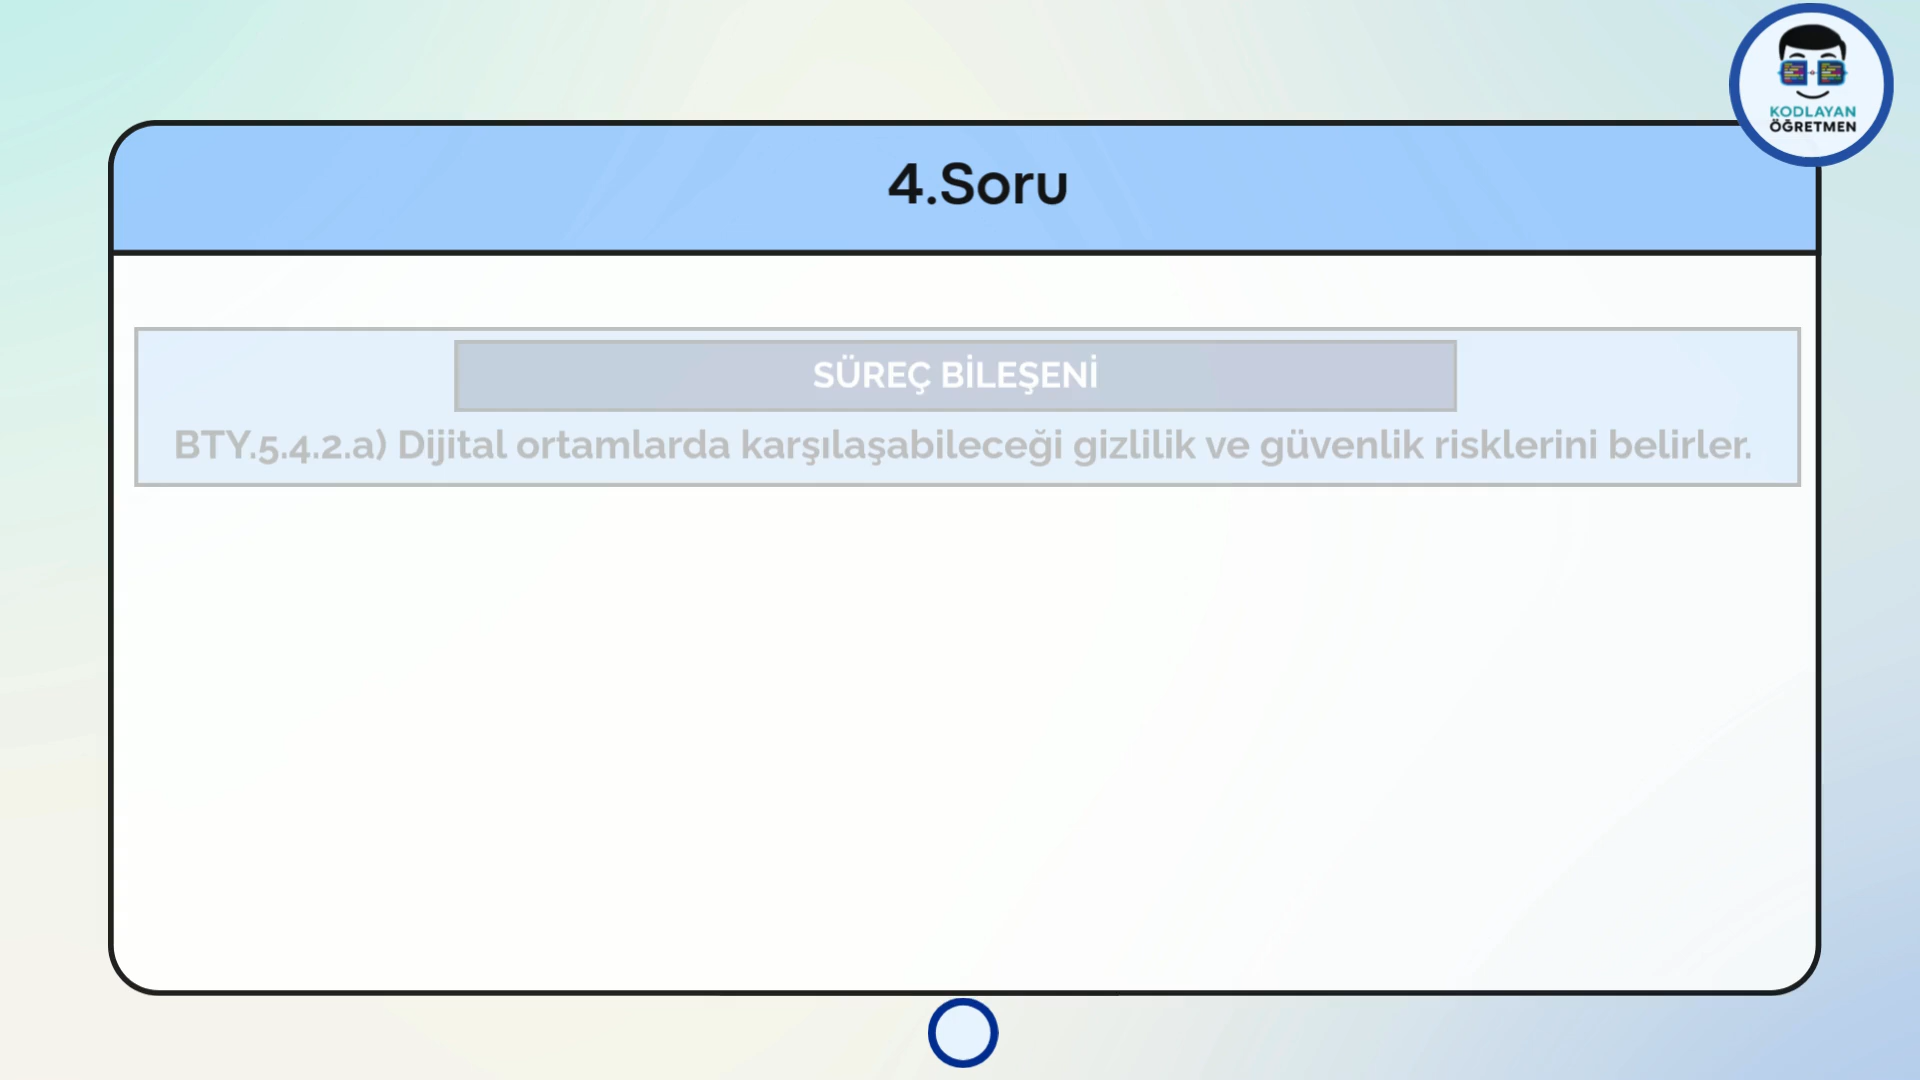 KODLAYAN
ÖĞRETMEN
4.Soru
SÜREÇ BİLEŞENİ
BTY.5.4.2.a) Dijital ortamlarda karşılaşabileceği gizlilik ve güvenlik risklerini belirler.